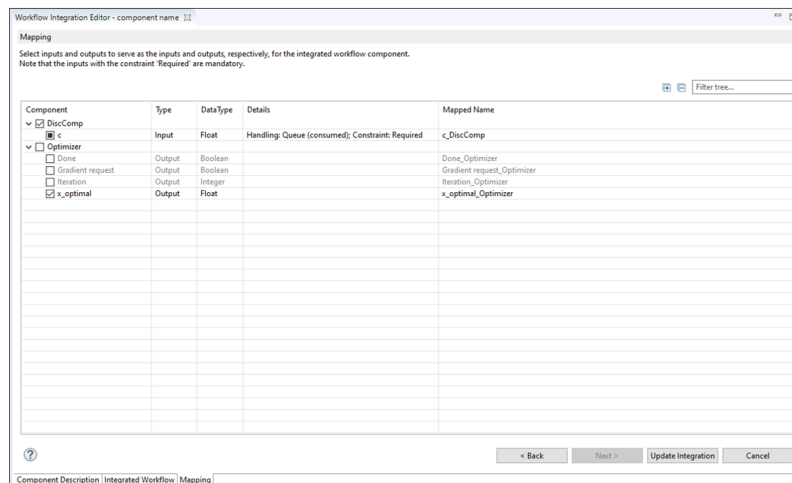 Workflow Integration Editor - component name
Mapping
Select inputs and outputs to serve as the inputs and outputs, respectively, for the integrated workflow component.
Note that the inputs with the constraint 'Required' are mandatory.
Filter tree...
Component Type DataType Details Mapped Name
DiscComp
c Input Float Handling: Queue (consumed); Constraint: Required c_DiscComp
Optimizer
Done Output Boolean Done_Optimizer
Gradient request Output Boolean Gradient request_Optimizer
Iteration Output Integer Iteration_Optimizer
x_optimal Output Float x_optimal_Optimizer
< Back Next > Update Integration Cancel
Component Description Integrated Workflow Mapping